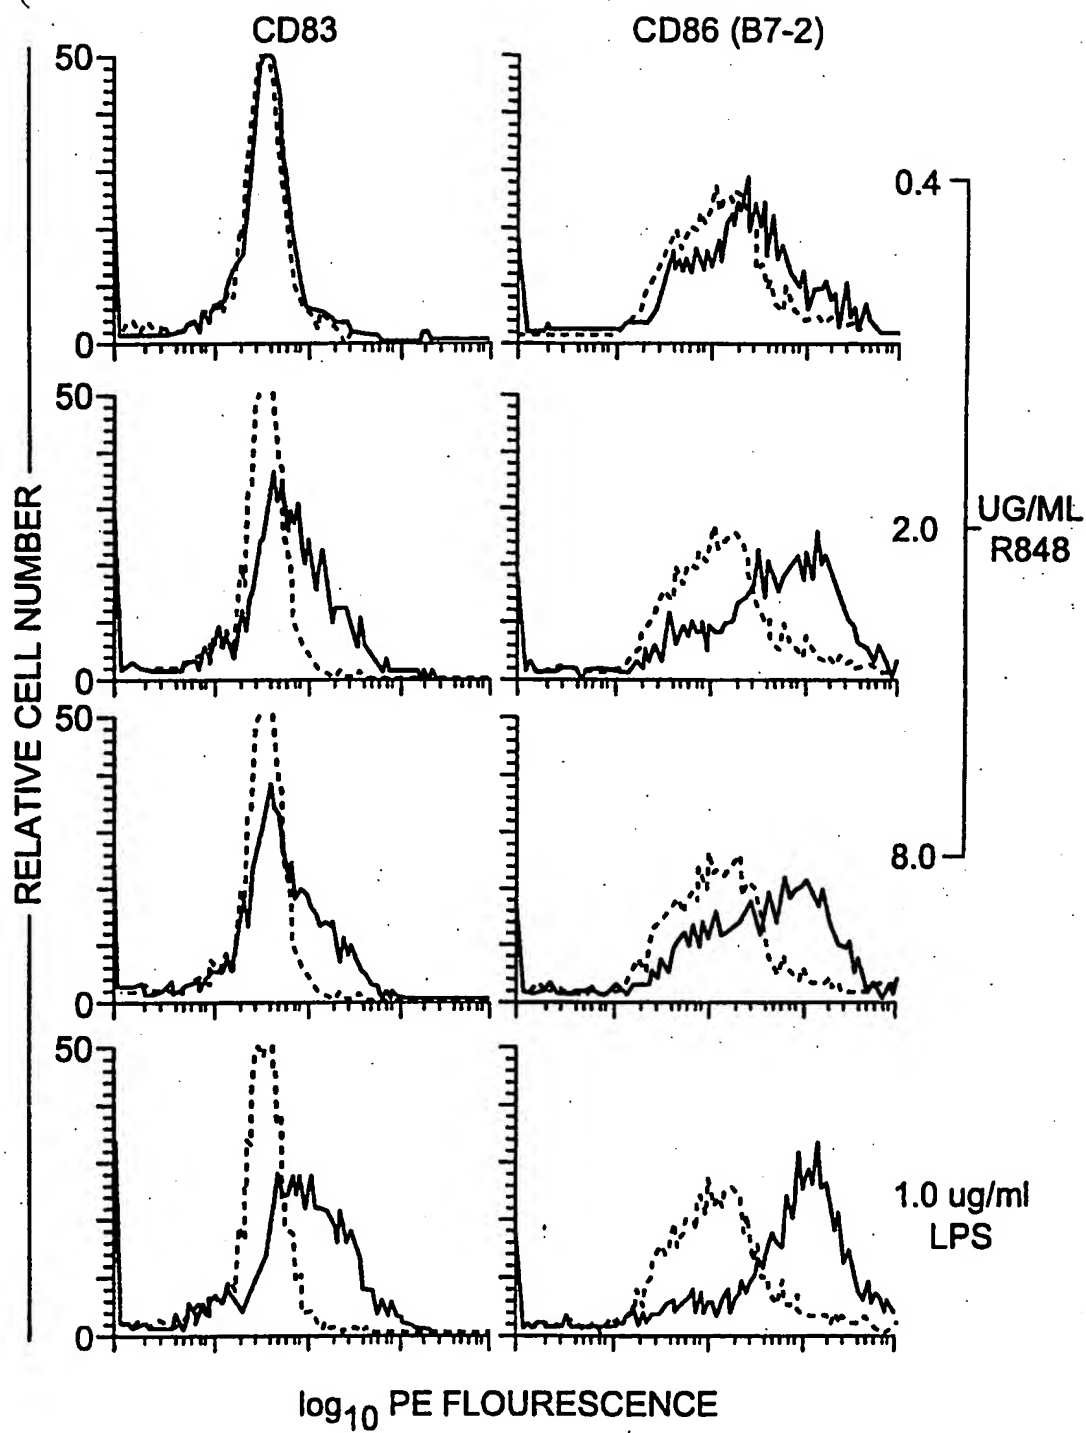 CD83
CD86 (B7-2)
50
0
0.4
50
0
2.0
UG/ML
R848
50
0
8.0
50
0
1.0 ug/ml
LPS
RELATIVE CELL NUMBER
log10 PE FLOURESCENCE